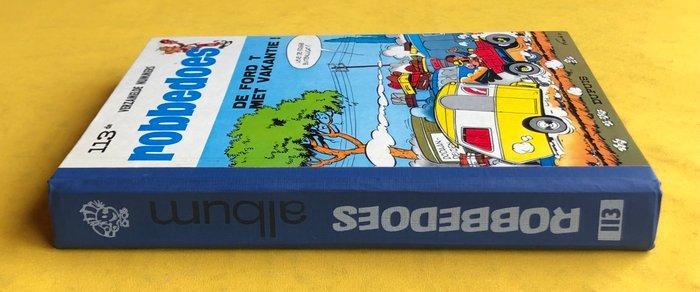 113e VERZAMELDE NUMMERS
robbedoes
DE FORD T
MET VAKANTIE !
DUPUIS
113
ROBBEDOES
album